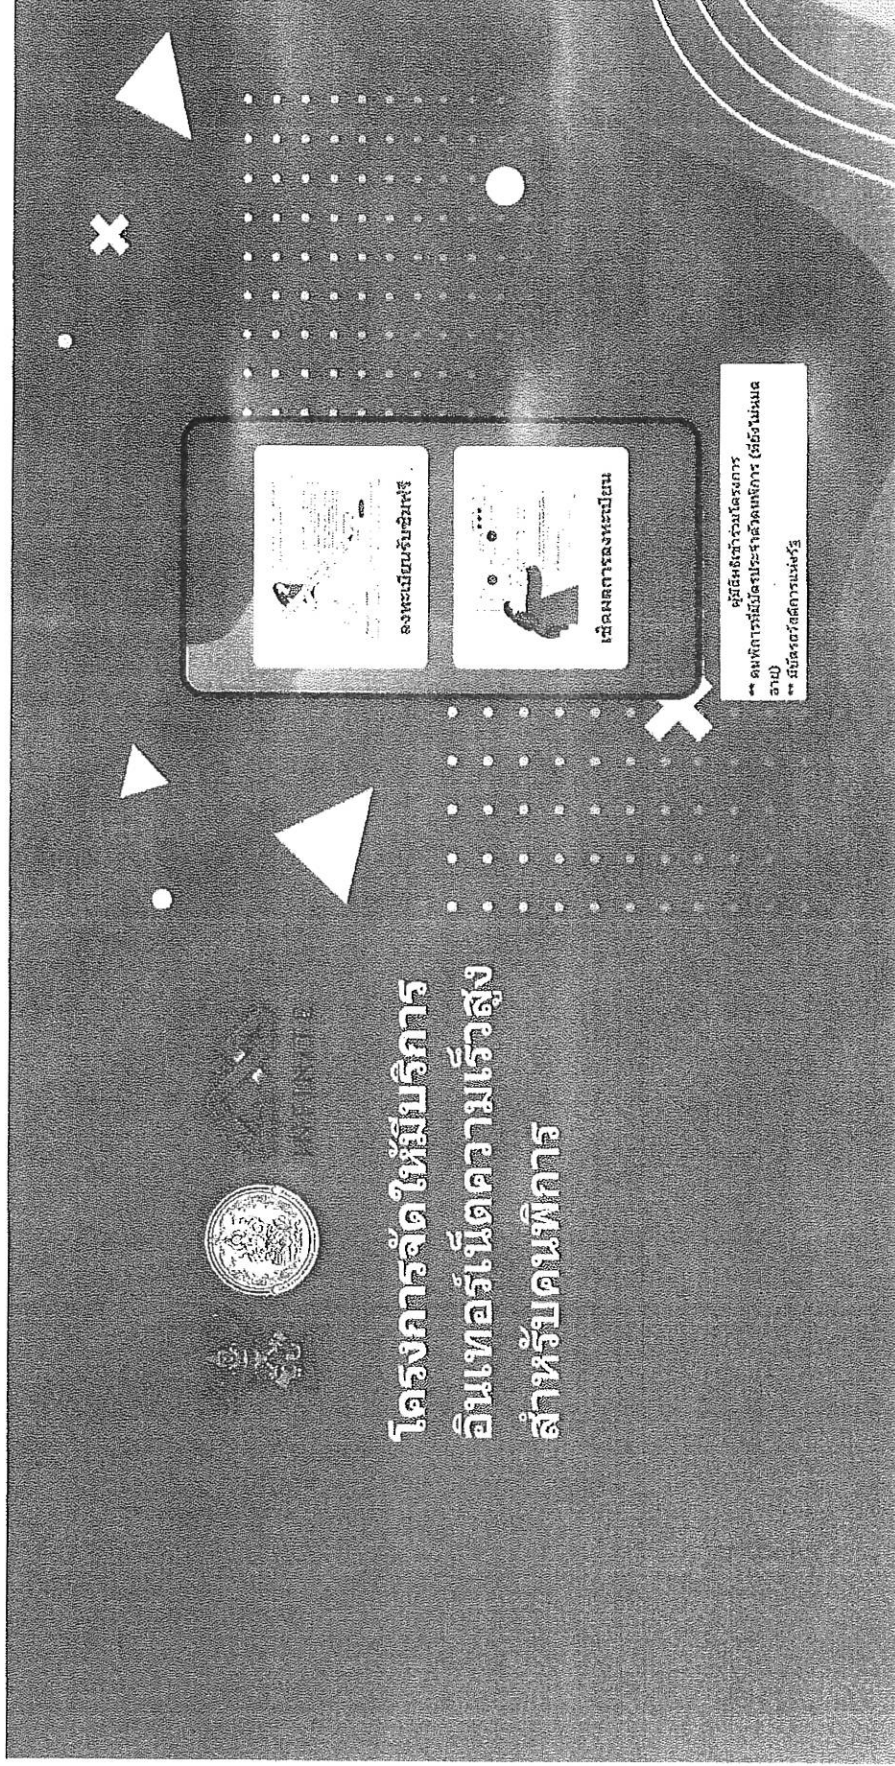 INFINITE
โครงการจัดให้มีบริการ
อินเทอร์เน็ตความเร็วสูง
สำหรับคนพิการ
ลงทะเบียนรับซิมฟรี
เช็คผลการลงทะเบียน
ผู้มีสิทธิเข้าร่วมโครงการ
** คนพิการที่มีบัตรประจำตัวคนพิการ (ที่ยังไม่หมด
อายุ)
** มีบัตรสวัสดิการแห่งรัฐ